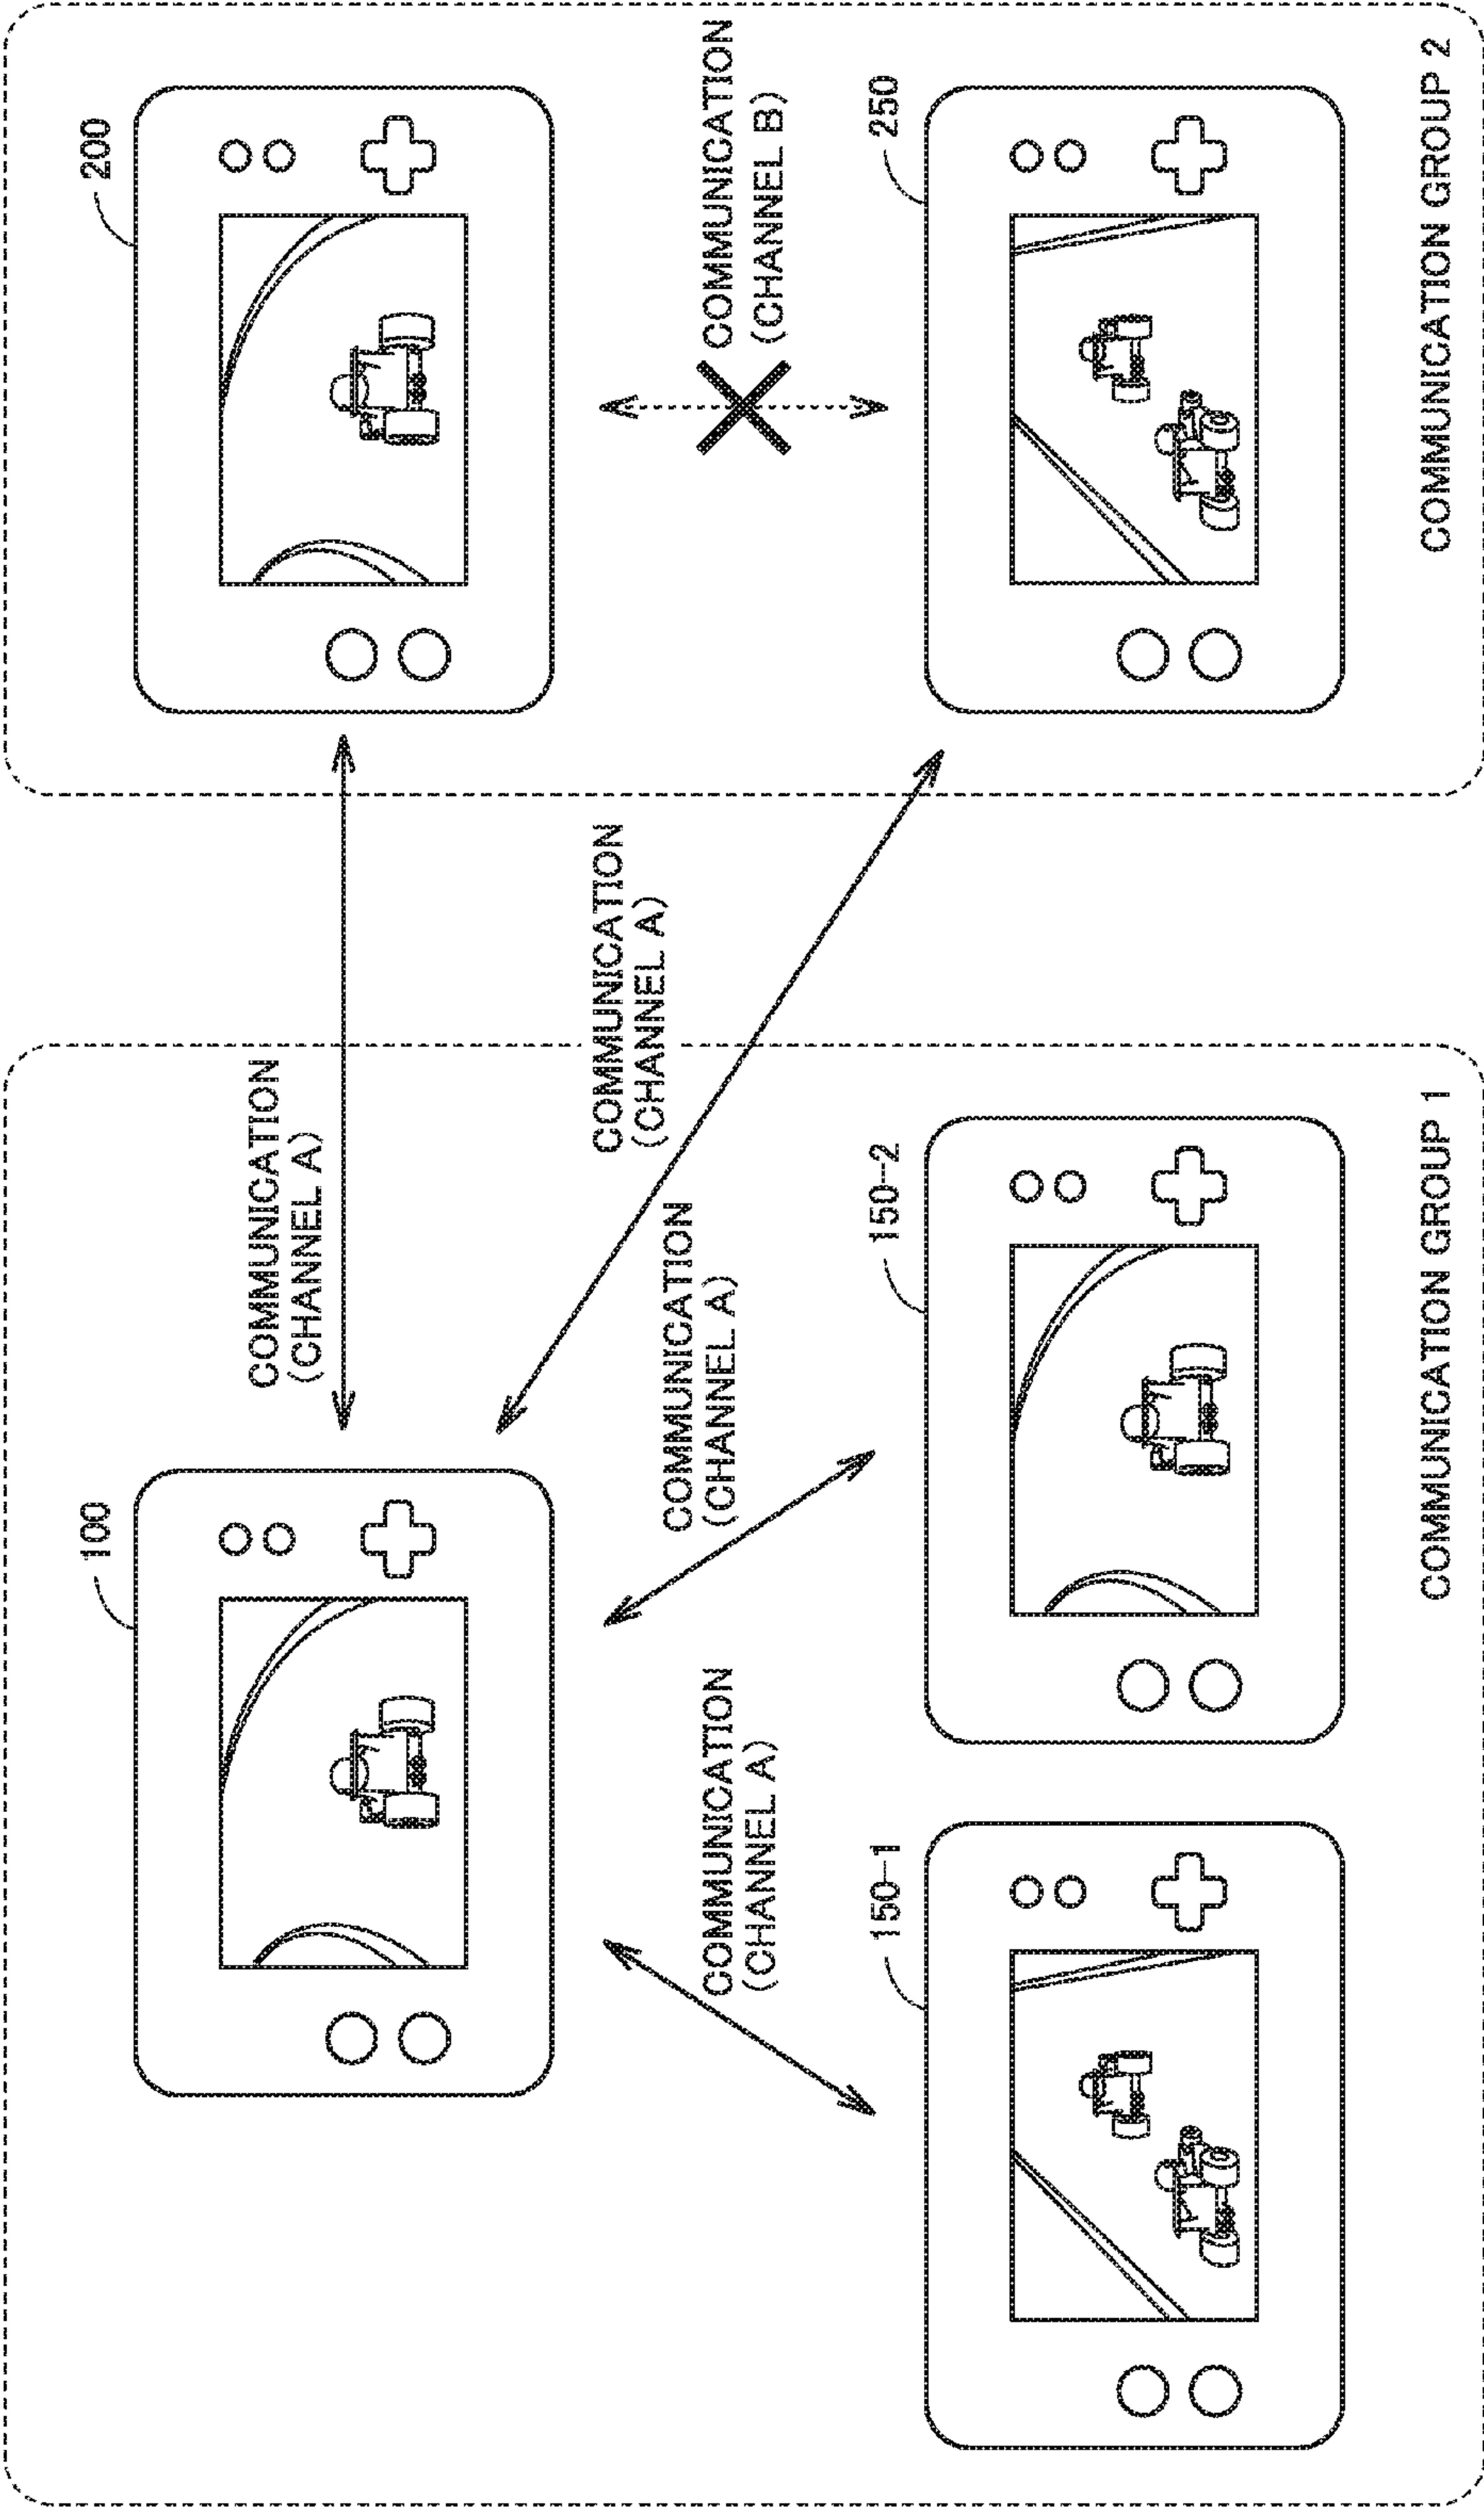 100
200
COMMUNICATION
(CHANNEL A)
COMMUNICATION
(CHANNEL A)
COMMUNICATION
(CHANNEL A)
COMMUNICATION
(CHANNEL A)
COMMUNICATION
(CHANNEL B)
150-1
150-2
250
COMMUNICATION GROUP 1
COMMUNICATION GROUP 2